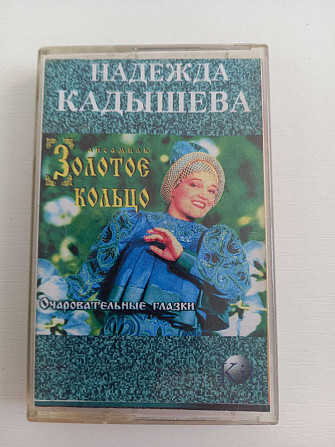 НАДЕЖДА
КАДЫШЕВА
ансамбль
Золотое
кольцо
Очаровательные глазки